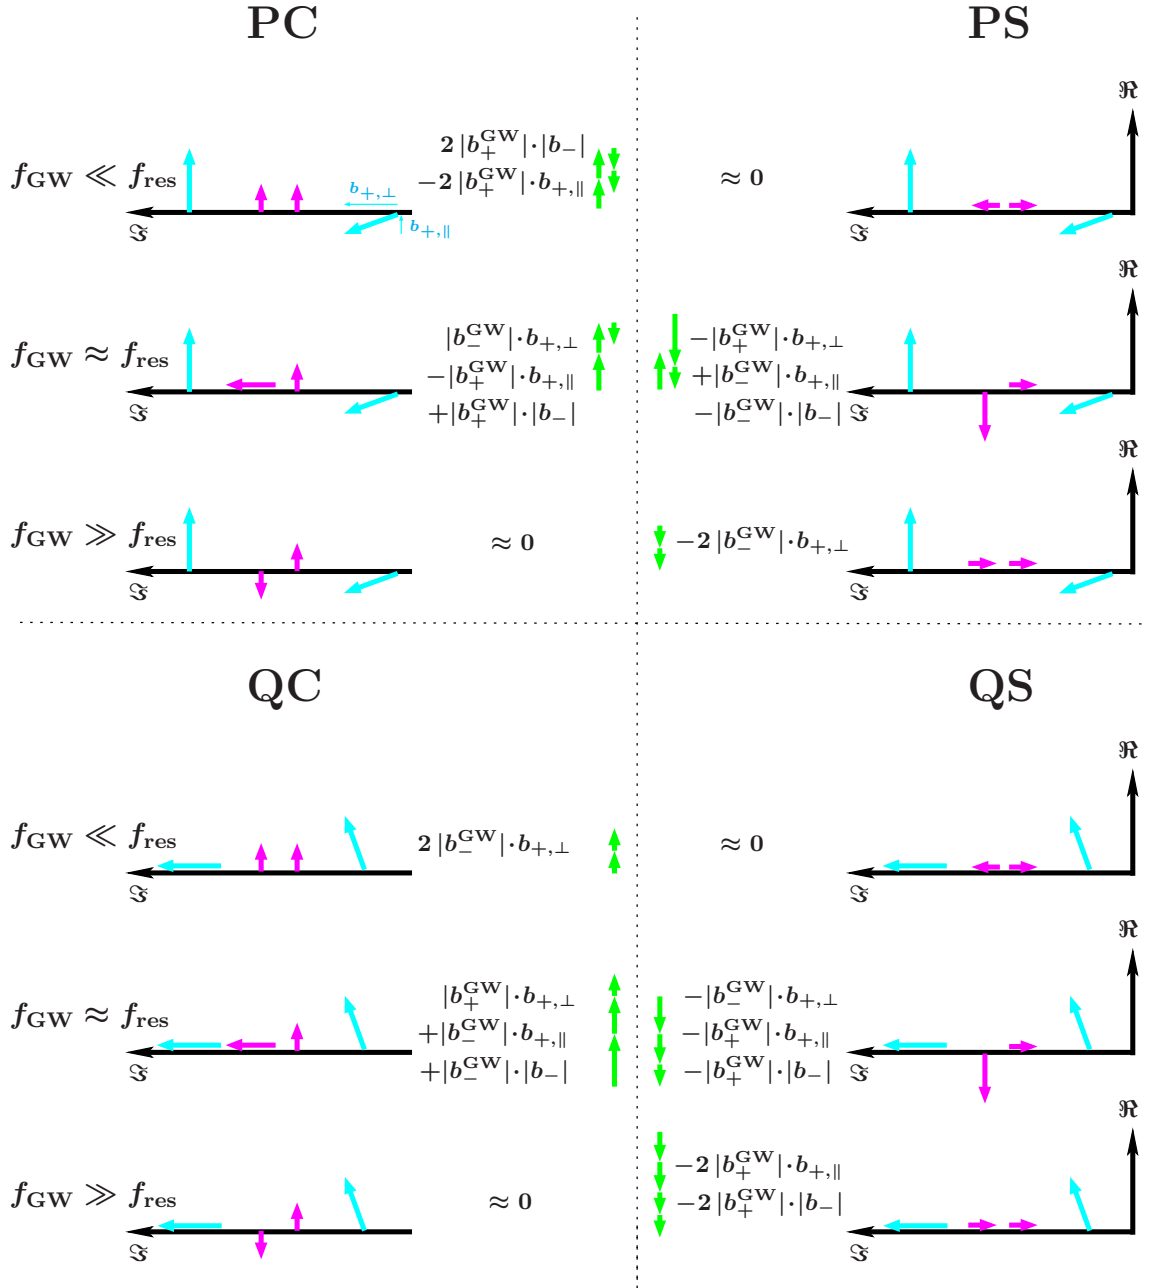 PC
PS
ℜ
f_GW ≪ f_res
2 |b_+^GW|·|b_−|
−2 |b_+^GW|·b_{+,∥}
b_{+,⊥}
b_{+,∥}
≈ 0
ℑ
ℑ
ℜ
f_GW ≈ f_res
|b_−^GW|·b_{+,⊥}
−|b_+^GW|·b_{+,∥}
+|b_+^GW|·|b_−|
−|b_+^GW|·b_{+,⊥}
+|b_−^GW|·b_{+,∥}
−|b_−^GW|·|b_−|
ℑ
ℑ
ℜ
f_GW ≫ f_res
≈ 0
−2 |b_−^GW|·b_{+,⊥}
ℑ
ℑ
QC
QS
ℜ
f_GW ≪ f_res
2 |b_−^GW|·b_{+,⊥}
≈ 0
ℑ
ℑ
ℜ
f_GW ≈ f_res
|b_+^GW|·b_{+,⊥}
+|b_−^GW|·b_{+,∥}
+|b_−^GW|·|b_−|
−|b_−^GW|·b_{+,⊥}
−|b_+^GW|·b_{+,∥}
−|b_+^GW|·|b_−|
ℑ
ℑ
ℜ
f_GW ≫ f_res
≈ 0
−2 |b_+^GW|·b_{+,∥}
−2 |b_+^GW|·|b_−|
ℑ
ℑ